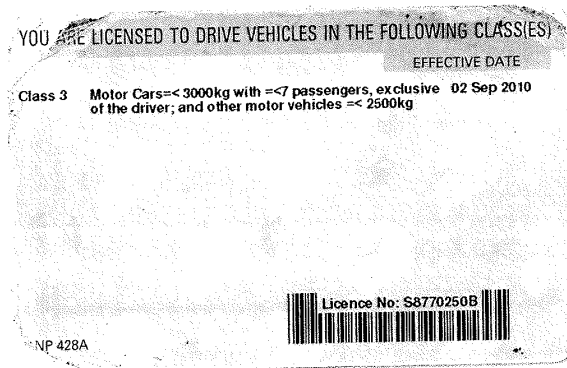 YOU ARE LICENSED TO DRIVE VEHICLES IN THE FOLLOWING CLASS(ES)
EFFECTIVE DATE
Class 3 Motor Cars=< 3000kg with =<7 passengers, exclusive 02 Sep 2010
of the driver; and other motor vehicles =< 2500kg
Licence No: S8770250B
NP 428A